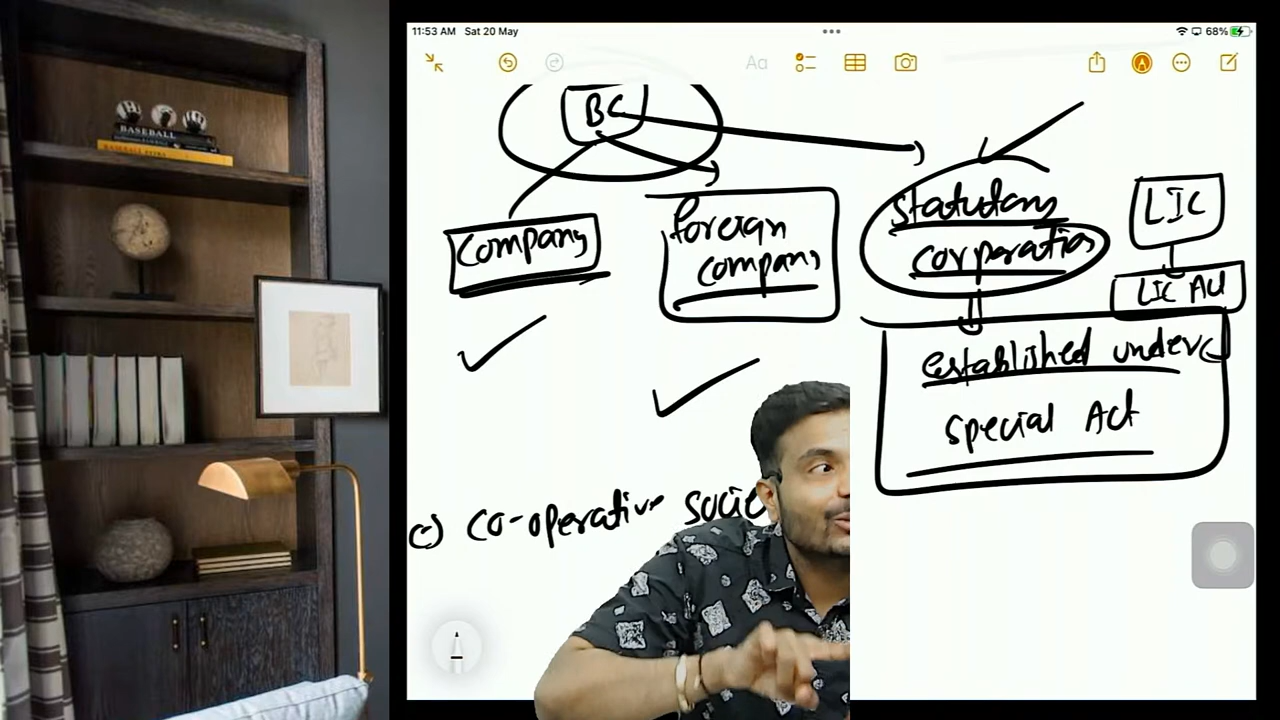 11:53 AM Sat 20 May
68%
Aa
BC
Company
foreign
company
statutory
corporation
LIC
LIC Act
established under
special Act
c) co-operative socie
BASEBALL